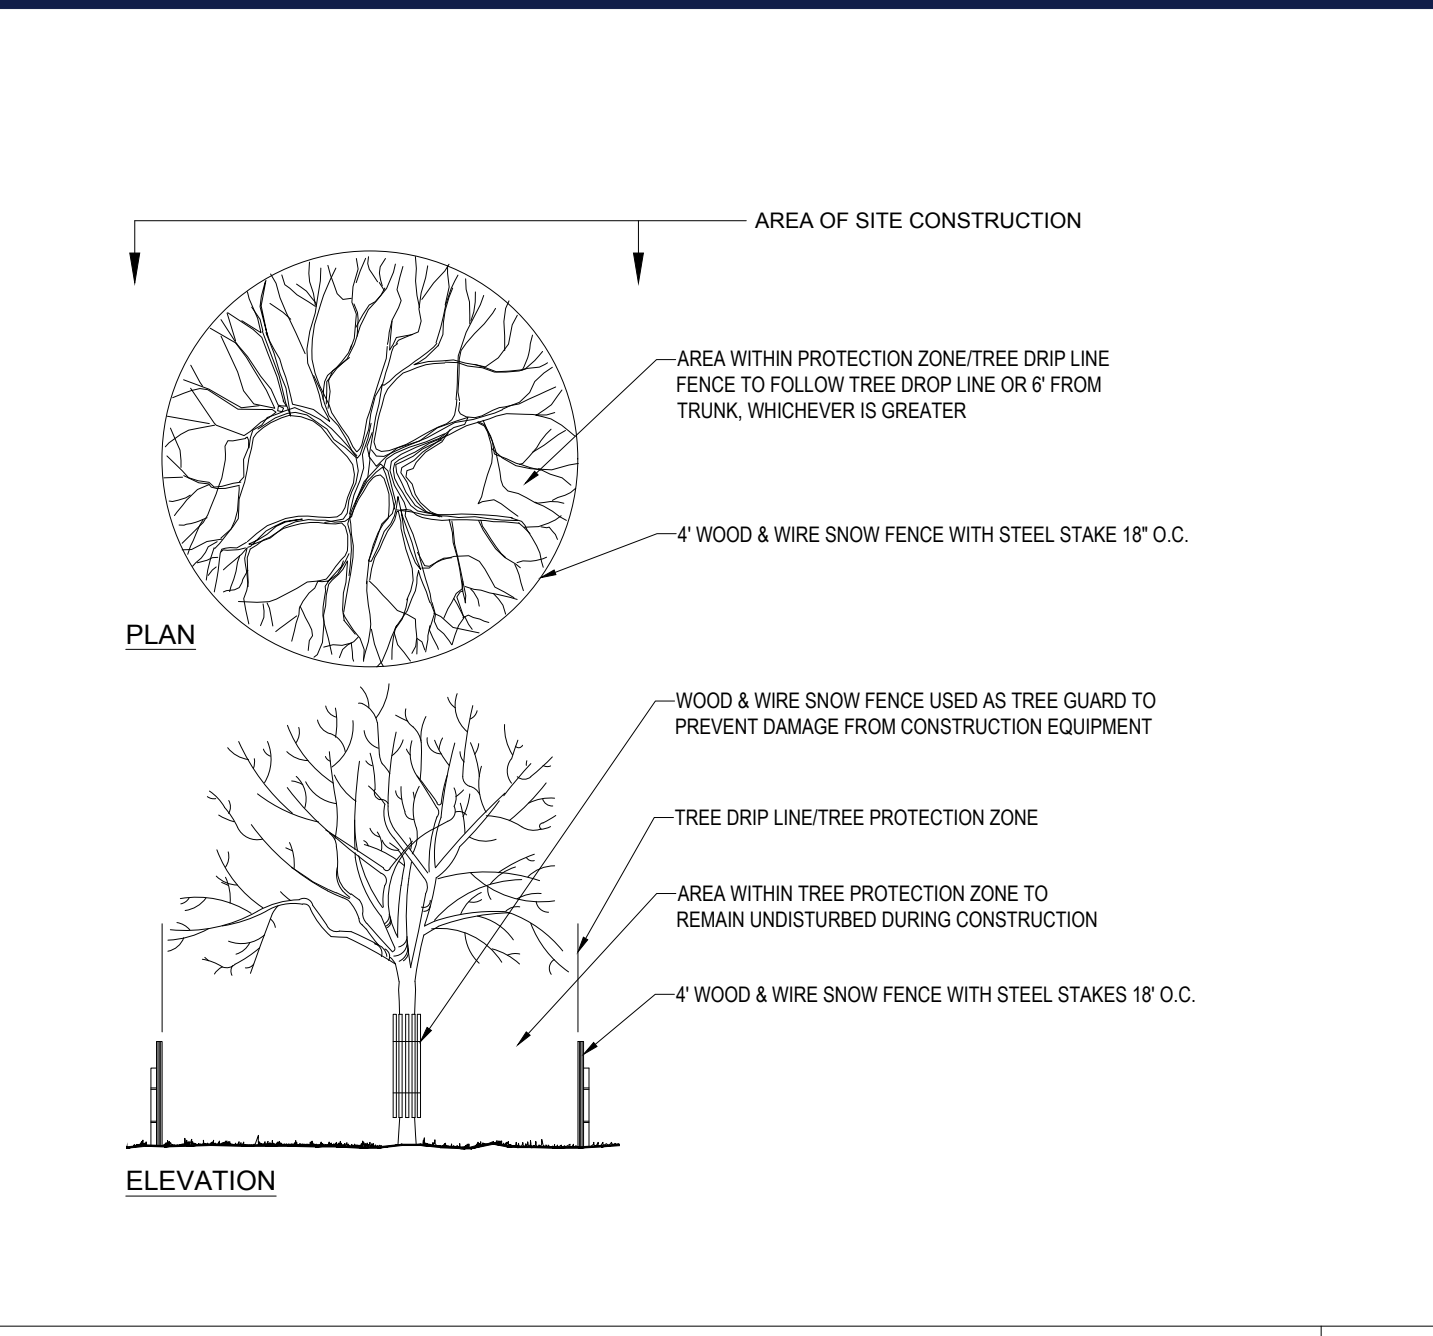 AREA OF SITE CONSTRUCTION
AREA WITHIN PROTECTION ZONE/TREE DRIP LINE
FENCE TO FOLLOW TREE DROP LINE OR 6' FROM
TRUNK, WHICHEVER IS GREATER
4' WOOD & WIRE SNOW FENCE WITH STEEL STAKE 18" O.C.
PLAN
WOOD & WIRE SNOW FENCE USED AS TREE GUARD TO
PREVENT DAMAGE FROM CONSTRUCTION EQUIPMENT
TREE DRIP LINE/TREE PROTECTION ZONE
AREA WITHIN TREE PROTECTION ZONE TO
REMAIN UNDISTURBED DURING CONSTRUCTION
4' WOOD & WIRE SNOW FENCE WITH STEEL STAKES 18' O.C.
ELEVATION